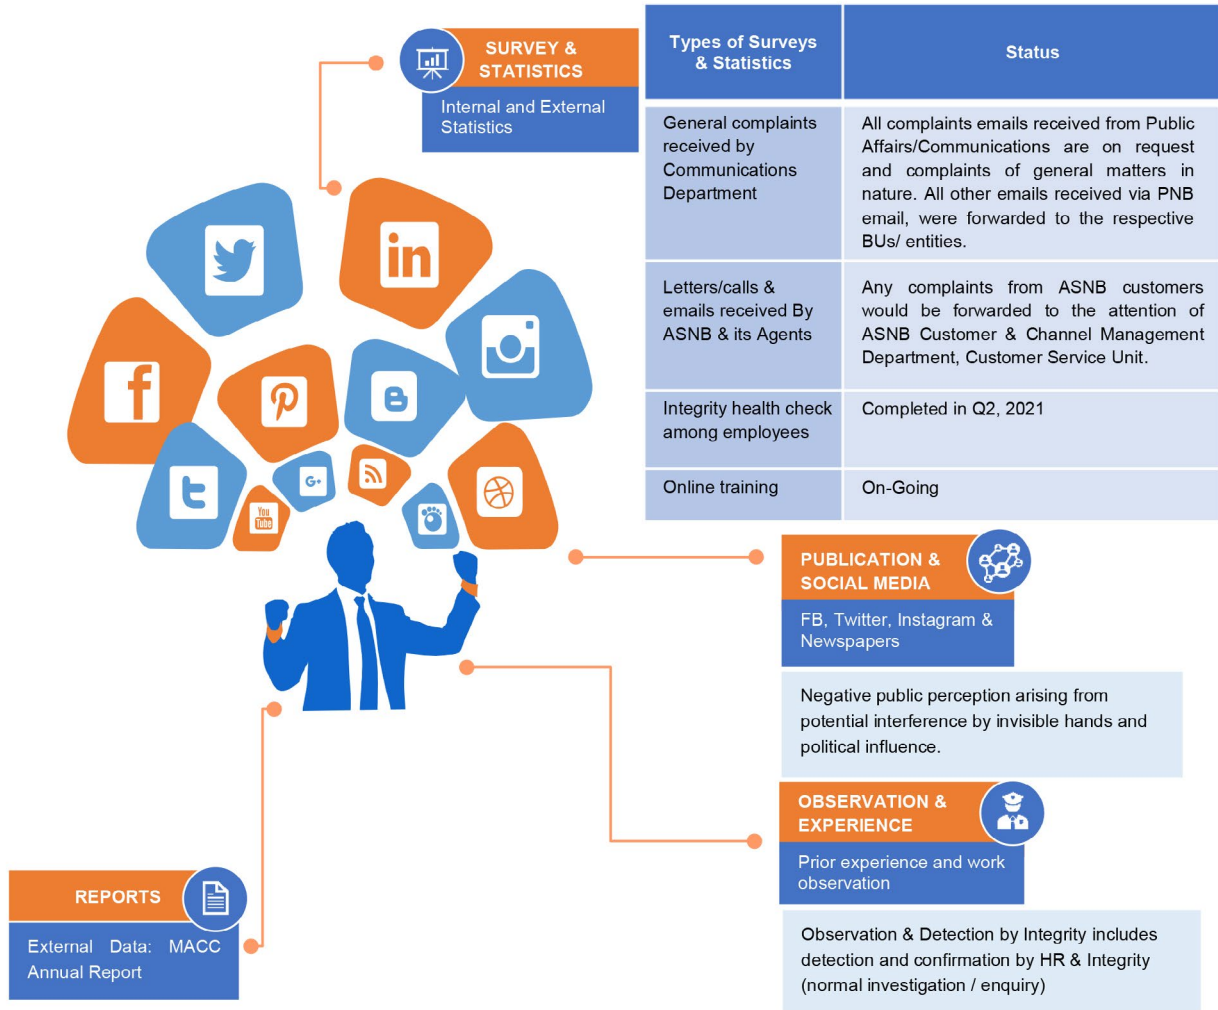 SURVEY &
STATISTICS
Internal and External
Statistics
Types of Surveys
& Statistics
Status
General complaints
received by
Communications
Department
All complaints emails received from Public
Affairs/Communications are on request
and complaints of general matters in
nature. All other emails received via PNB
email, were forwarded to the respective
BUs/ entities.
Letters/calls &
emails received By
ASNB & its Agents
Any complaints from ASNB customers
would be forwarded to the attention of
ASNB Customer & Channel Management
Department, Customer Service Unit.
Integrity health check
among employees
Completed in Q2, 2021
Online training
On-Going
in
f
G+
t
You
Tube
PUBLICATION &
SOCIAL MEDIA
FB, Twitter, Instagram &
Newspapers
Negative public perception arising from
potential interference by invisible hands and
political influence.
OBSERVATION &
EXPERIENCE
Prior experience and work
observation
Observation & Detection by Integrity includes
detection and confirmation by HR & Integrity
(normal investigation / enquiry)
REPORTS
External Data: MACC
Annual Report